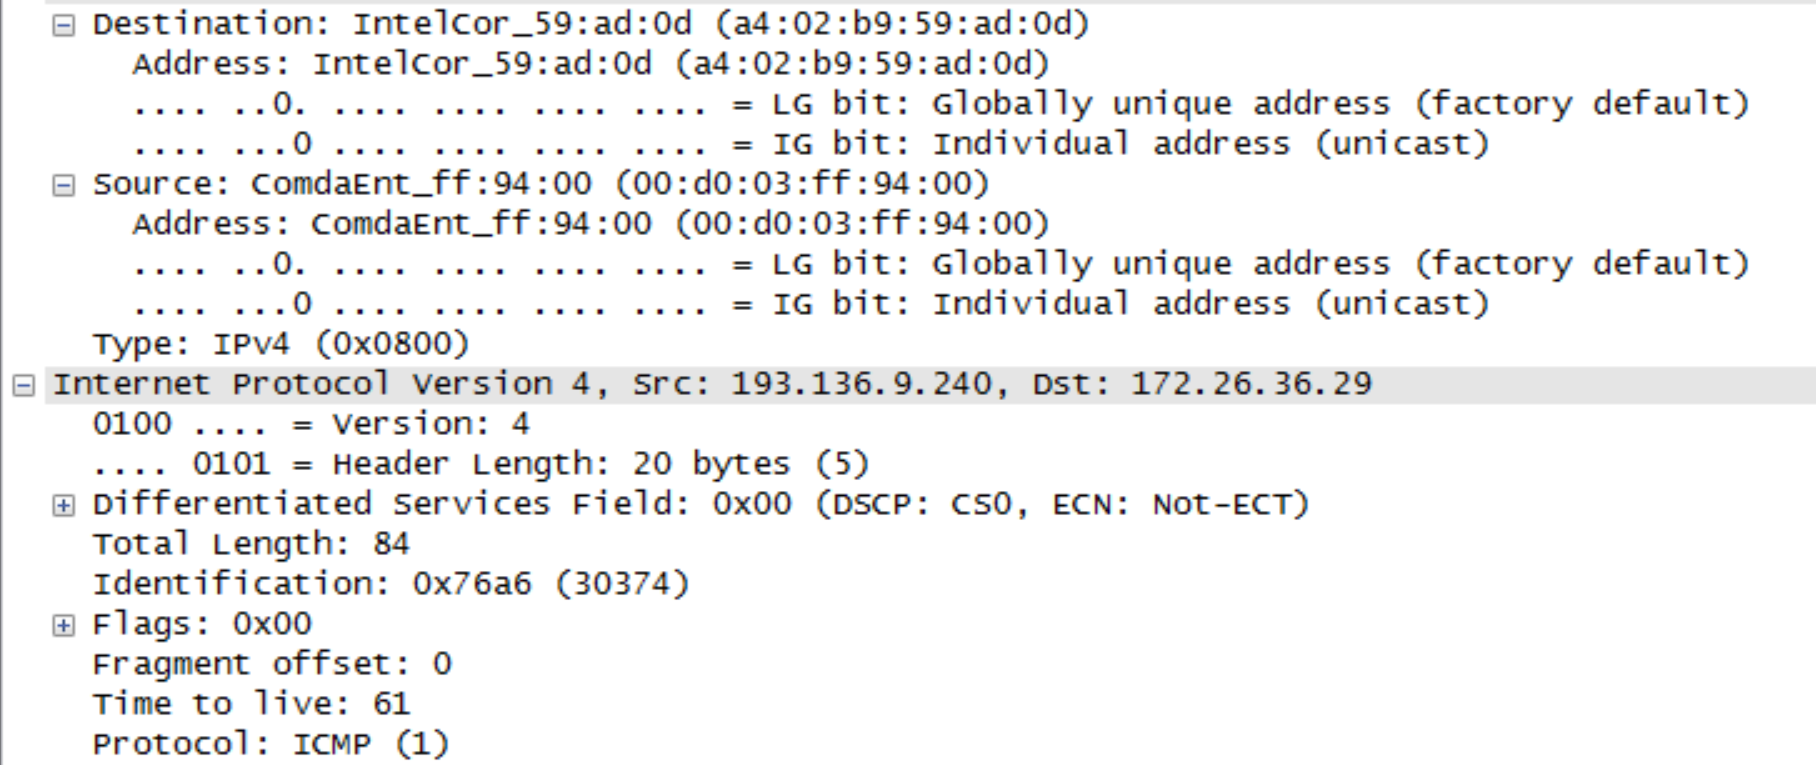 Destination: IntelCor_59:ad:0d (a4:02:b9:59:ad:0d)
Address: IntelCor_59:ad:0d (a4:02:b9:59:ad:0d)
.... ..0. .... .... .... .... = LG bit: Globally unique address (factory default)
.... ...0 .... .... .... .... = IG bit: Individual address (unicast)
Source: ComdaEnt_ff:94:00 (00:d0:03:ff:94:00)
Address: ComdaEnt_ff:94:00 (00:d0:03:ff:94:00)
.... ..0. .... .... .... .... = LG bit: Globally unique address (factory default)
.... ...0 .... .... .... .... = IG bit: Individual address (unicast)
Type: IPv4 (0x0800)
Internet Protocol Version 4, Src: 193.136.9.240, Dst: 172.26.36.29
0100 .... = Version: 4
.... 0101 = Header Length: 20 bytes (5)
Differentiated Services Field: 0x00 (DSCP: CS0, ECN: Not-ECT)
Total Length: 84
Identification: 0x76a6 (30374)
Flags: 0x00
Fragment offset: 0
Time to live: 61
Protocol: ICMP (1)